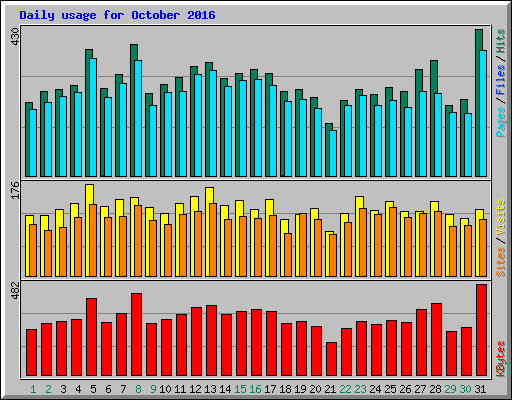 Daily usage for October 2016
430
Pages / Files / Hits
176
Sites / Visits
482
KBytes
1 2 3 4 5 6 7 8 9 10 11 12 13 14 15 16 17 18 19 20 21 22 23 24 25 26 27 28 29 30 31